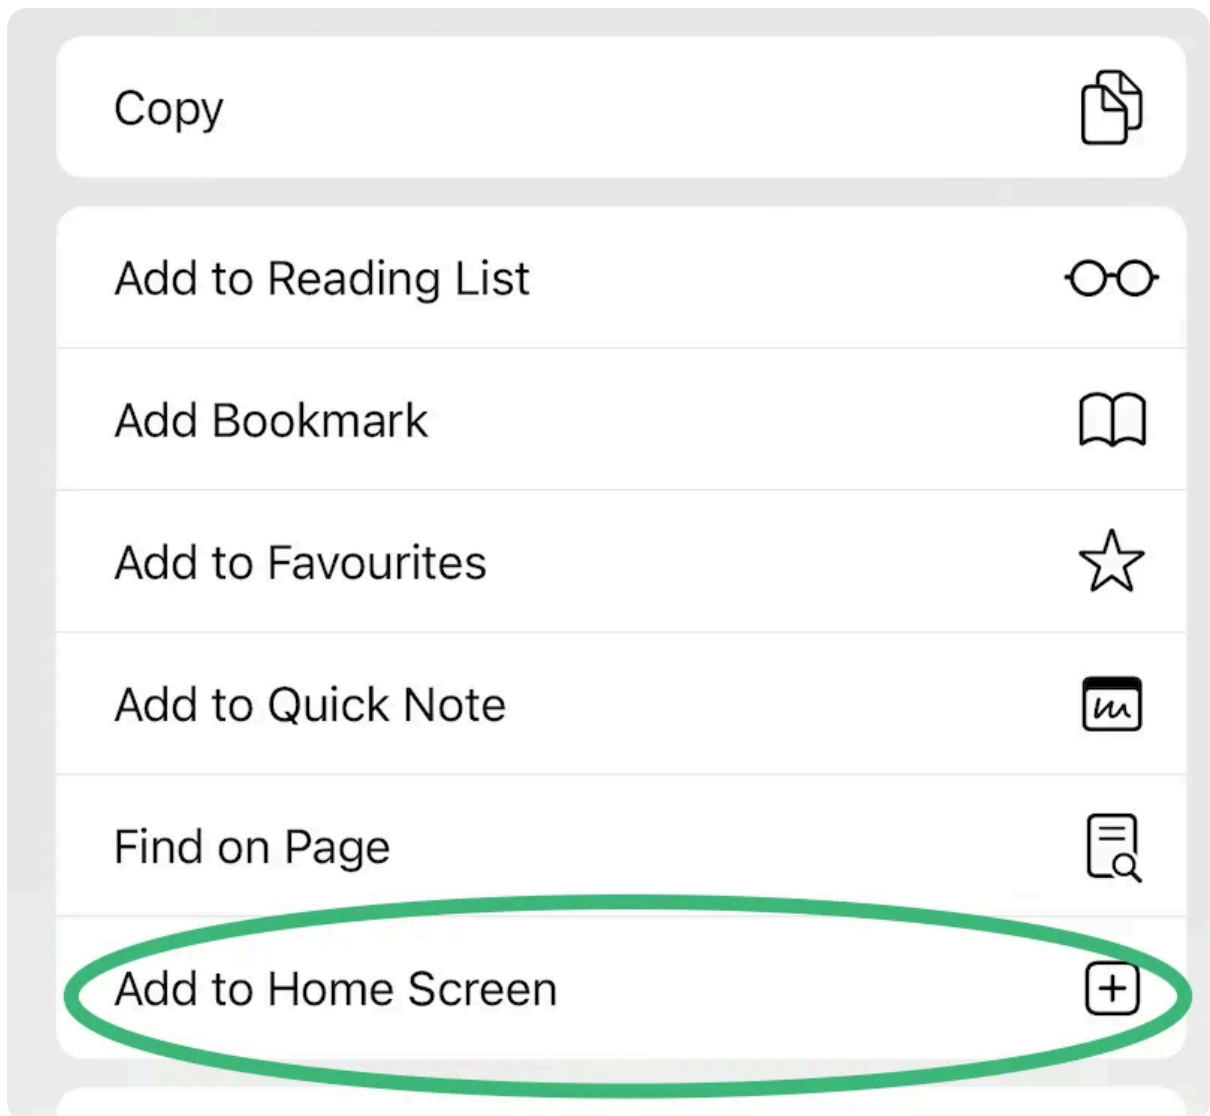 Copy
Add to Reading List
Add Bookmark
Add to Favourites
Add to Quick Note
Find on Page
Add to Home Screen